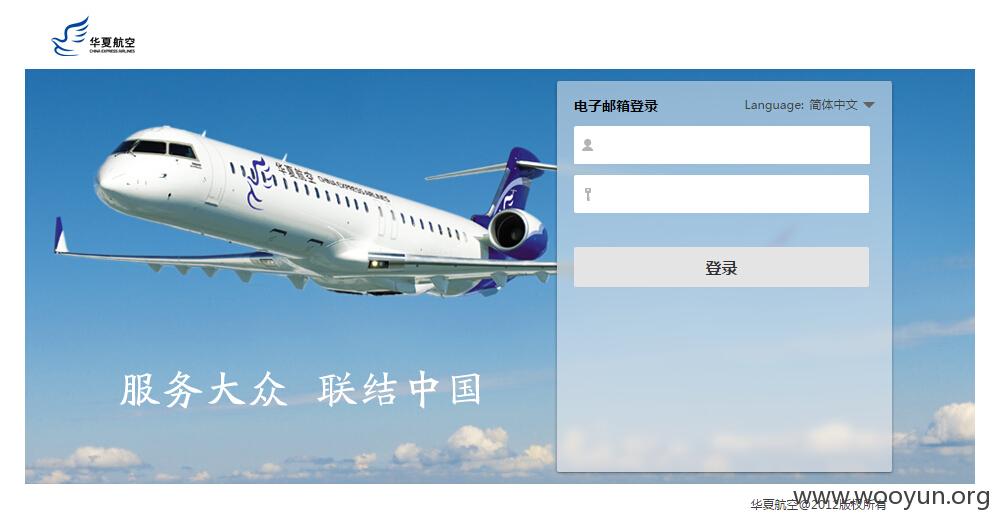 华夏航空
CHINA EXPRESS AIRLINES
电子邮箱登录
Language: 简体中文
华夏航空 CHINA EXPRESS AIRLINES
登录
服务大众 联结中国
www.wooyun.org
华夏航空@2012版权所有